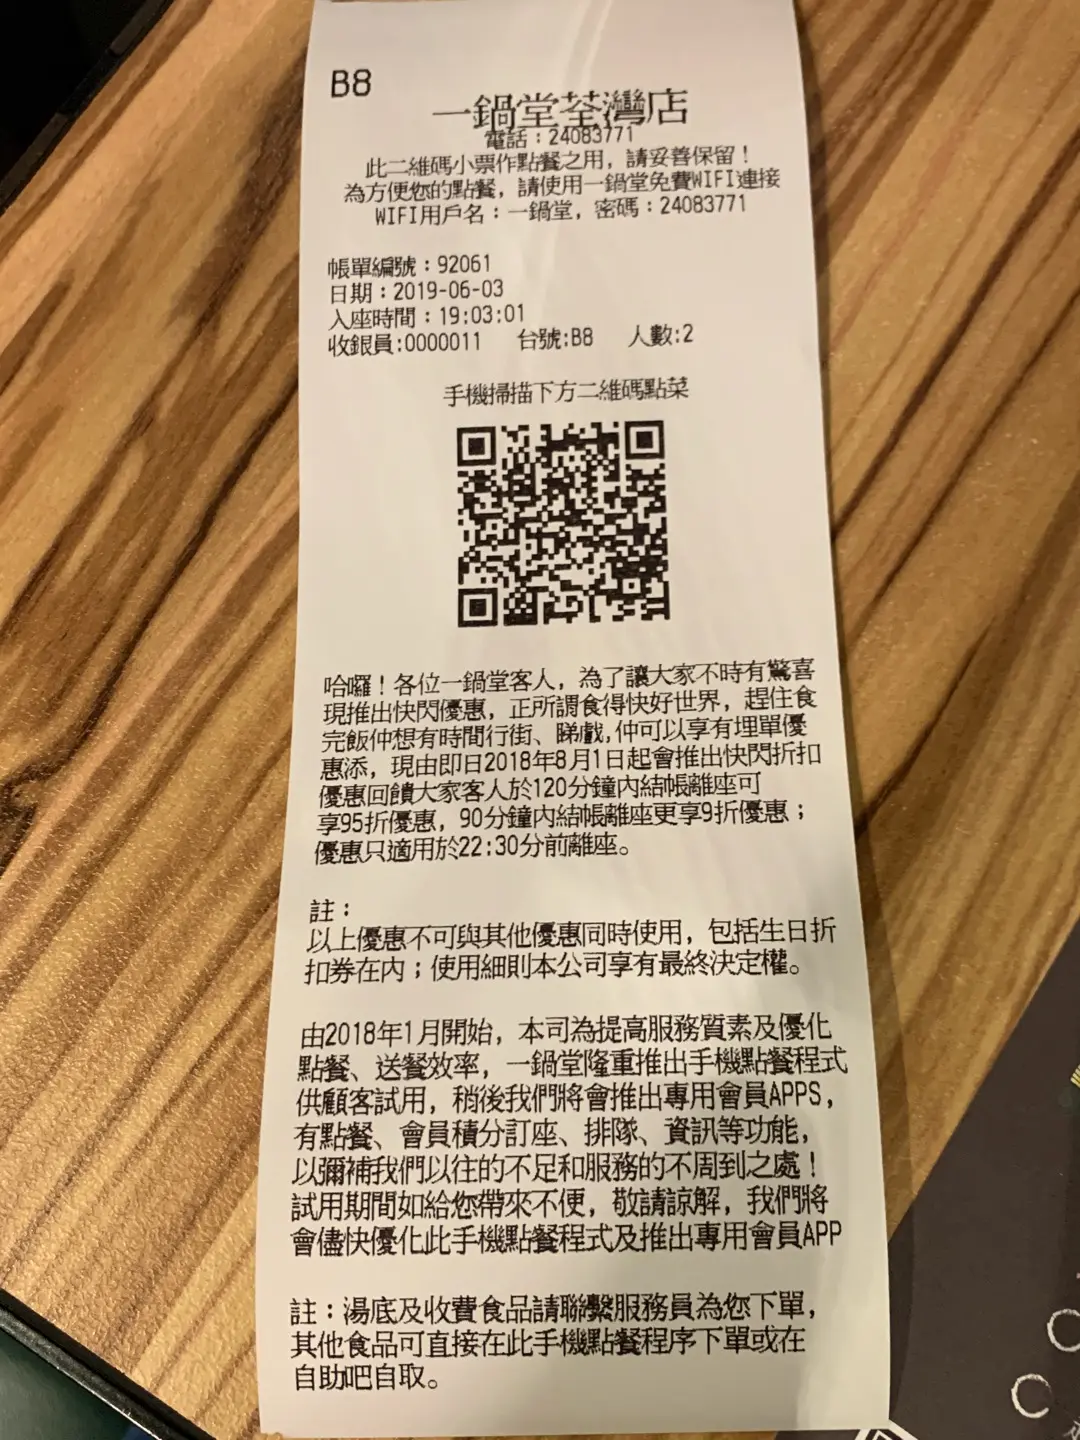 B8
一鍋堂荃灣店
電話：24083771
此二維碼小票作點餐之用，請妥善保留！
為方便您的點餐，請使用一鍋堂免費WIFI連接
WIFI用戶名：一鍋堂，密碼：24083771
帳單編號：92061
日期：2019-06-03
入座時間：19:03:01
收銀員:0000011 台號:B8 人數:2
手機掃描下方二維碼點菜
哈囉！各位一鍋堂客人，為了讓大家不時有驚喜
現推出快閃優惠，正所謂食得快好世界，趕住食
完飯仲想有時間行街、睇戲,仲可以享有埋單優
惠添，現由即日2018年8月1日起會推出快閃折扣
優惠回饋大家客人於120分鐘內結帳離座可
享95折優惠，90分鐘內結帳離座更享9折優惠；
優惠只適用於22:30分前離座。
註：
以上優惠不可與其他優惠同時使用，包括生日折
扣券在內；使用細則本公司享有最終決定權。
由2018年1月開始，本司為提高服務質素及優化
點餐、送餐效率，一鍋堂隆重推出手機點餐程式
供顧客試用，稍後我們將會推出專用會員APPS，
有點餐、會員積分訂座、排隊、資訊等功能，
以彌補我們以往的不足和服務的不周到之處！
試用期間如給您帶來不便，敬請諒解，我們將
會儘快優化此手機點餐程式及推出專用會員APP
註：湯底及收費食品請聯繫服務員為您下單，
其他食品可直接在此手機點餐程序下單或在
自助吧自取。